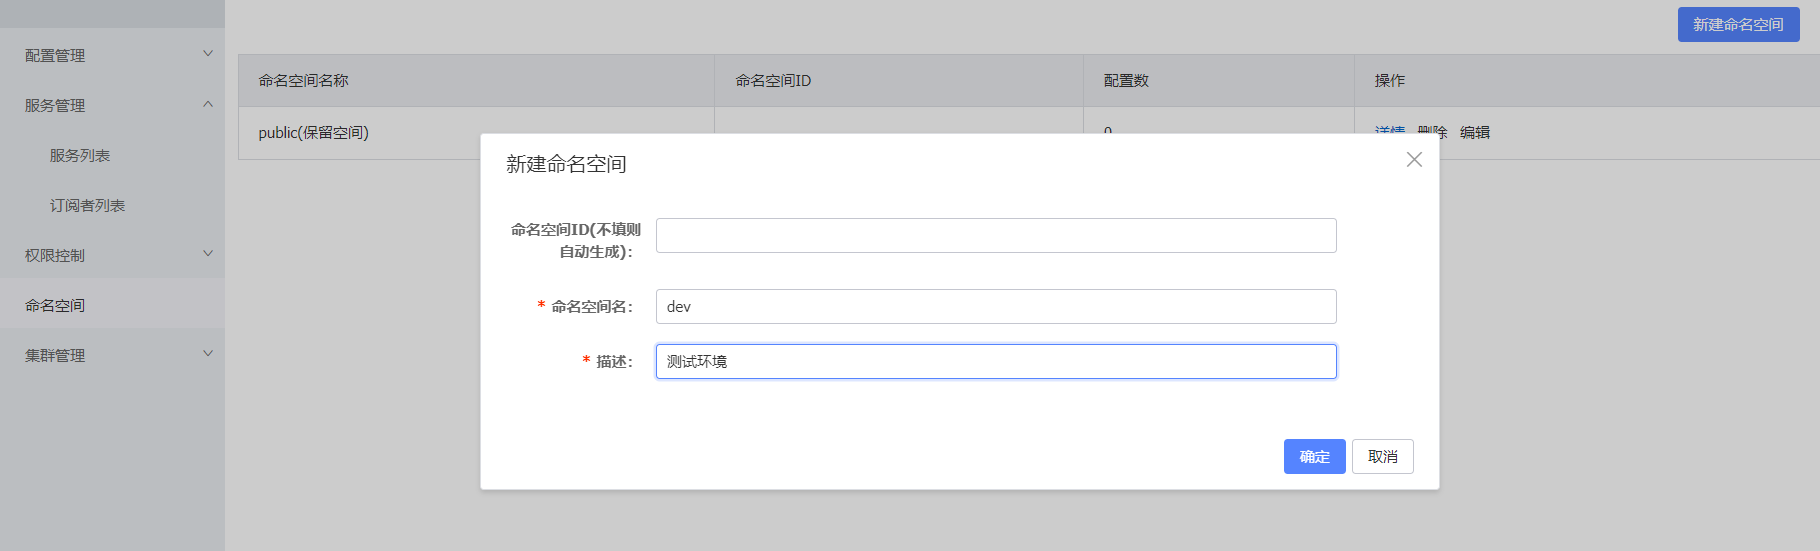 新建命名空间
配置管理
服务管理
服务列表
订阅者列表
权限控制
命名空间
集群管理
命名空间名称 命名空间ID 配置数 操作
public(保留空间) 0 详情 删除 编辑
新建命名空间
命名空间ID(不填则
自动生成)：
* 命名空间名： dev
* 描述： 测试环境
确定 取消